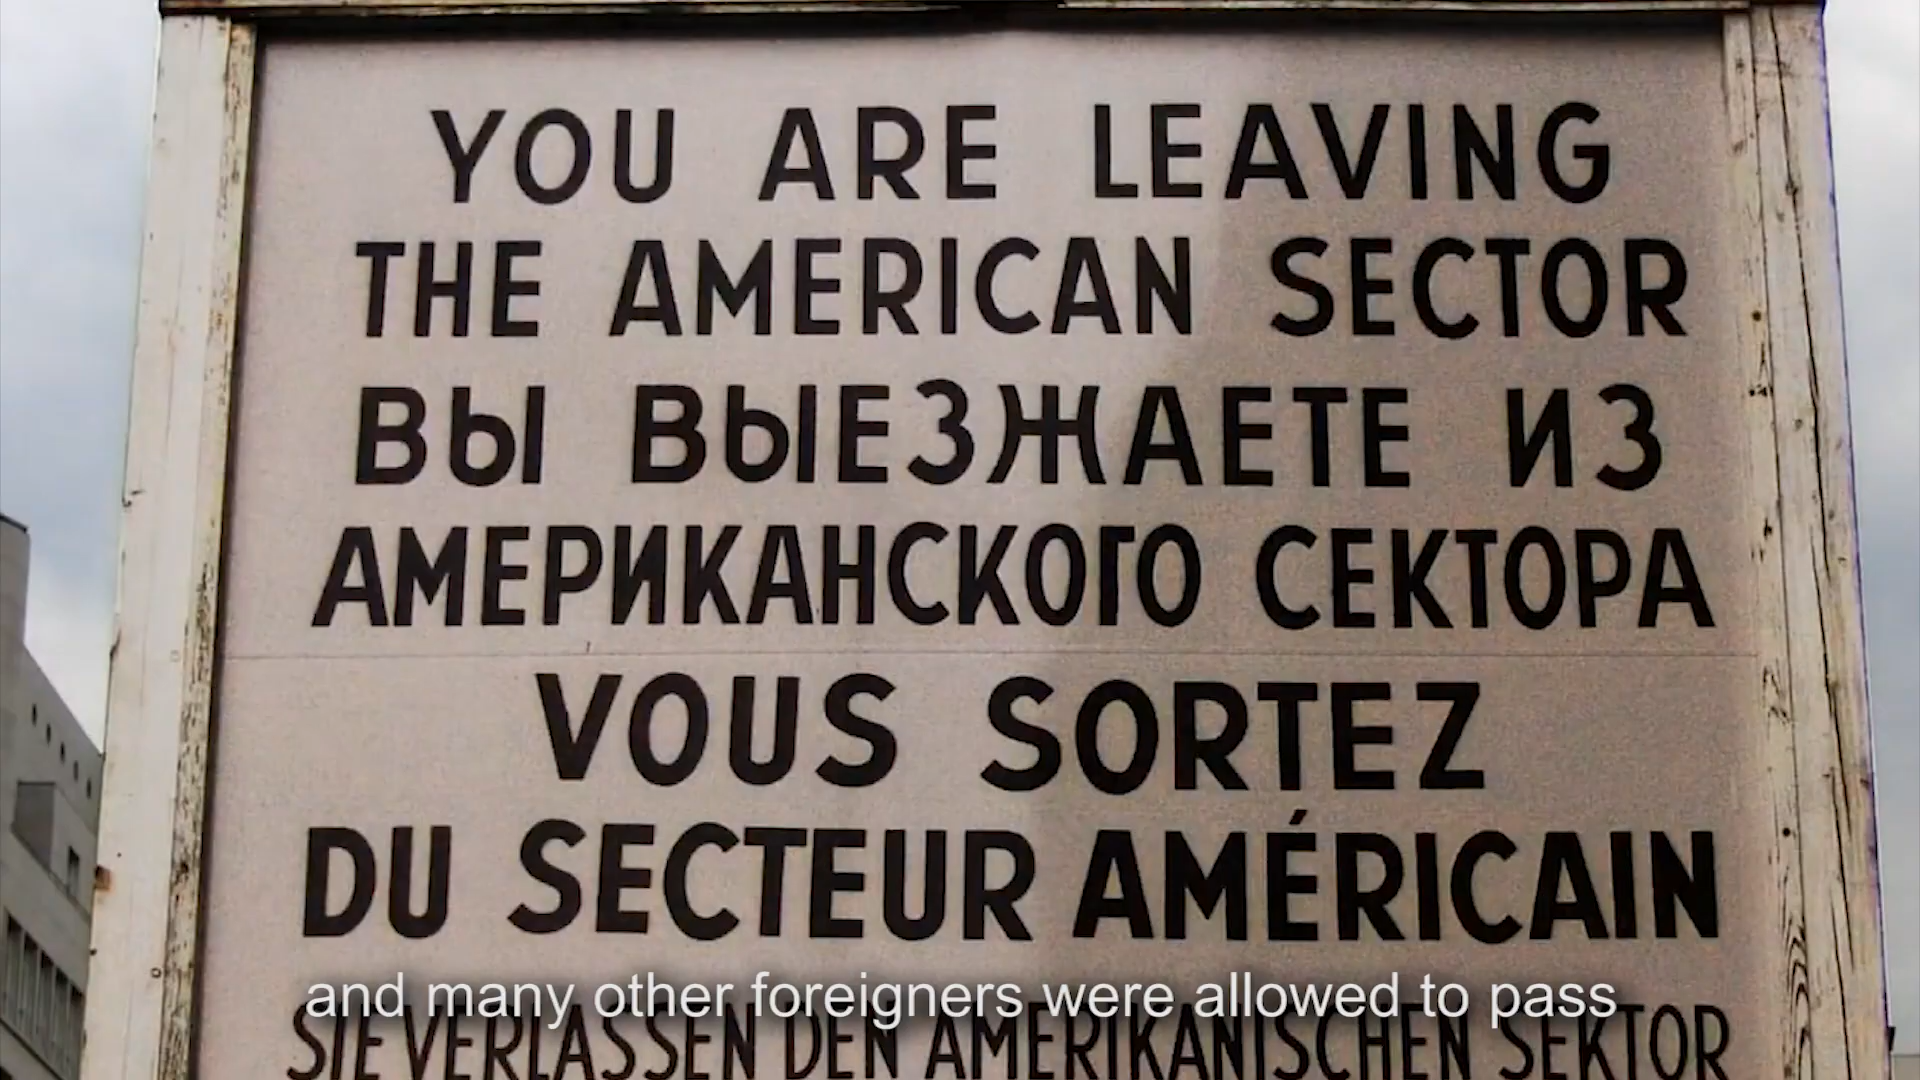 YOU ARE LEAVING
THE AMERICAN SECTOR
ВЫ ВЫЕЗЖАЕТЕ ИЗ
АМЕРИКАНСКОГО СЕКТОРА
VOUS SORTEZ
DU SECTEUR AMÉRICAIN
and many other foreigners were allowed to pass
SIE VERLASSEN DEN AMERIKANISCHEN SEKTOR